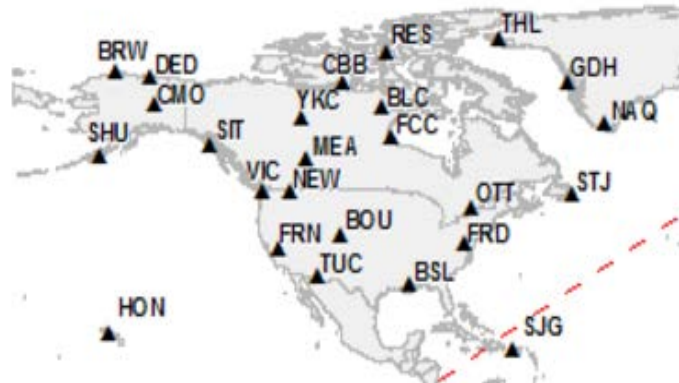 THL
RES
BRW
DED
CBB
GDH
CMO
YKC
BLC
NAQ
FCC
SHU
SIT
MEA
VIC
NEW
OTT
STJ
BOU
FRN
FRD
TUC
BSL
HON
SJG